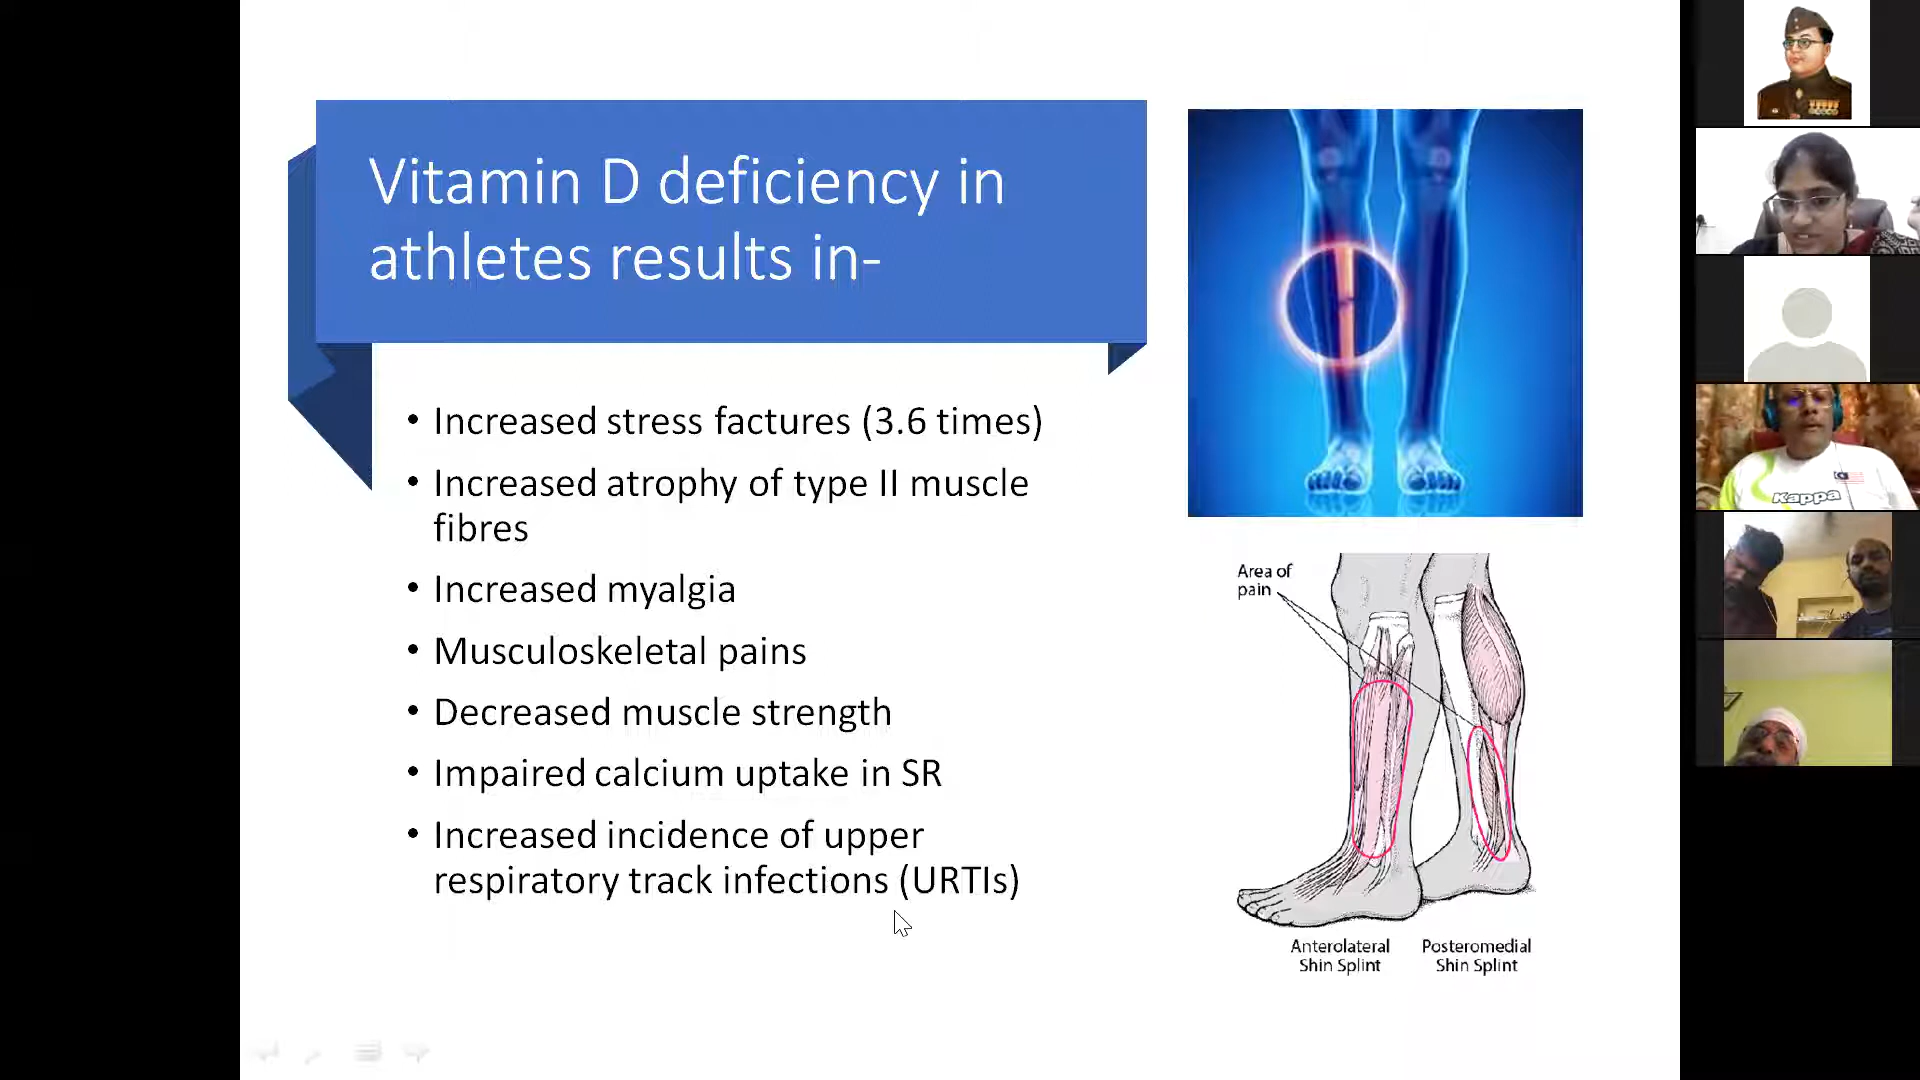 Vitamin D deficiency in
athletes results in-
• Increased stress factures (3.6 times)
• Increased atrophy of type II muscle
fibres
• Increased myalgia
• Musculoskeletal pains
• Decreased muscle strength
• Impaired calcium uptake in SR
• Increased incidence of upper
respiratory track infections (URTIs)
Area of
pain
Anterolateral
Shin Splint
Posteromedial
Shin Splint
Kappa